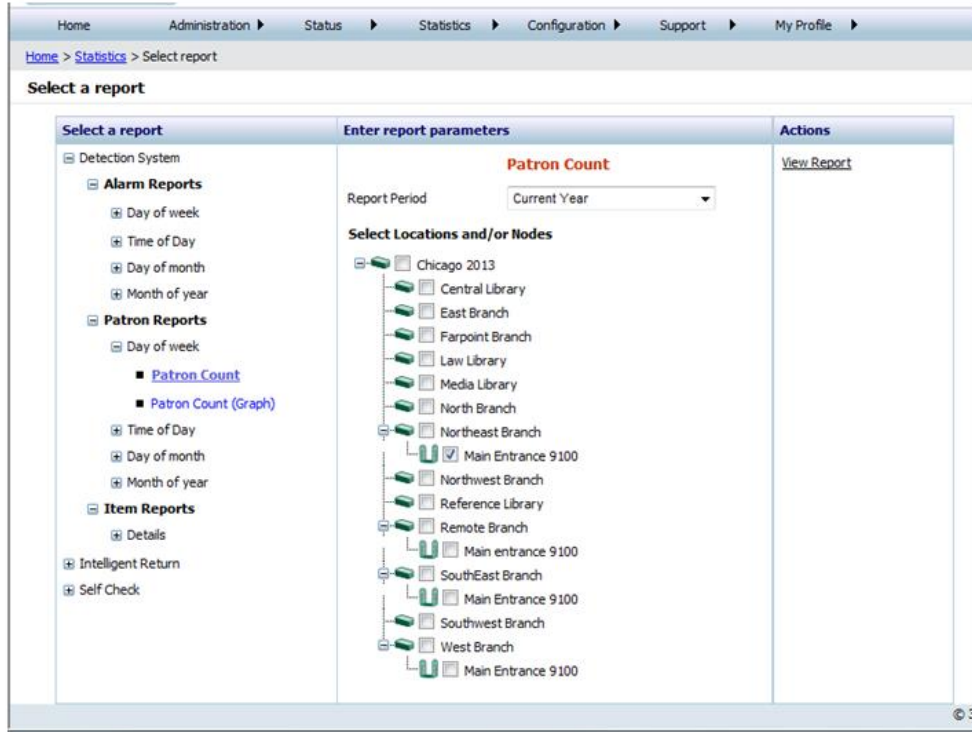 Home Administration Status Statistics Configuration Support My Profile
Home > Statistics > Select report
Select a report
Select a report
Detection System
Alarm Reports
Day of week
Time of Day
Day of month
Month of year
Patron Reports
Day of week
Patron Count
Patron Count (Graph)
Time of Day
Day of month
Month of year
Item Reports
Details
Intelligent Return
Self Check
Enter report parameters
Patron Count
Report Period Current Year
Select Locations and/or Nodes
Chicago 2013
Central Library
East Branch
Farpoint Branch
Law Library
Media Library
North Branch
Northeast Branch
Main Entrance 9100
Northwest Branch
Reference Library
Remote Branch
Main entrance 9100
SouthEast Branch
Main Entrance 9100
Southwest Branch
West Branch
Main Entrance 9100
Actions
View Report
©